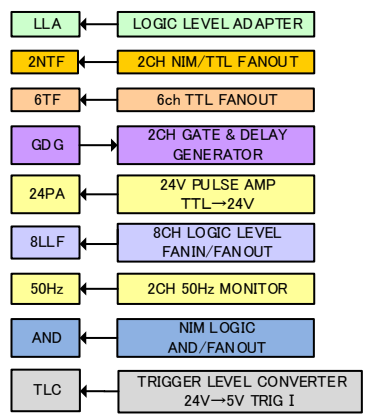 LLA
LOGIC LEVEL ADAPTER
2NTF
2CH NIM/TTL FANOUT
6TF
6ch TTL FANOUT
GDG
2CH GATE & DELAY
GENERATOR
24PA
24V PULSE AMP
TTL→24V
8LLF
8CH LOGIC LEVEL
FANIN/FANOUT
50Hz
2CH 50Hz MONITOR
AND
NIM LOGIC
AND/FANOUT
TLC
TRIGGER LEVEL CONVERTER
24V→5V TRIG I